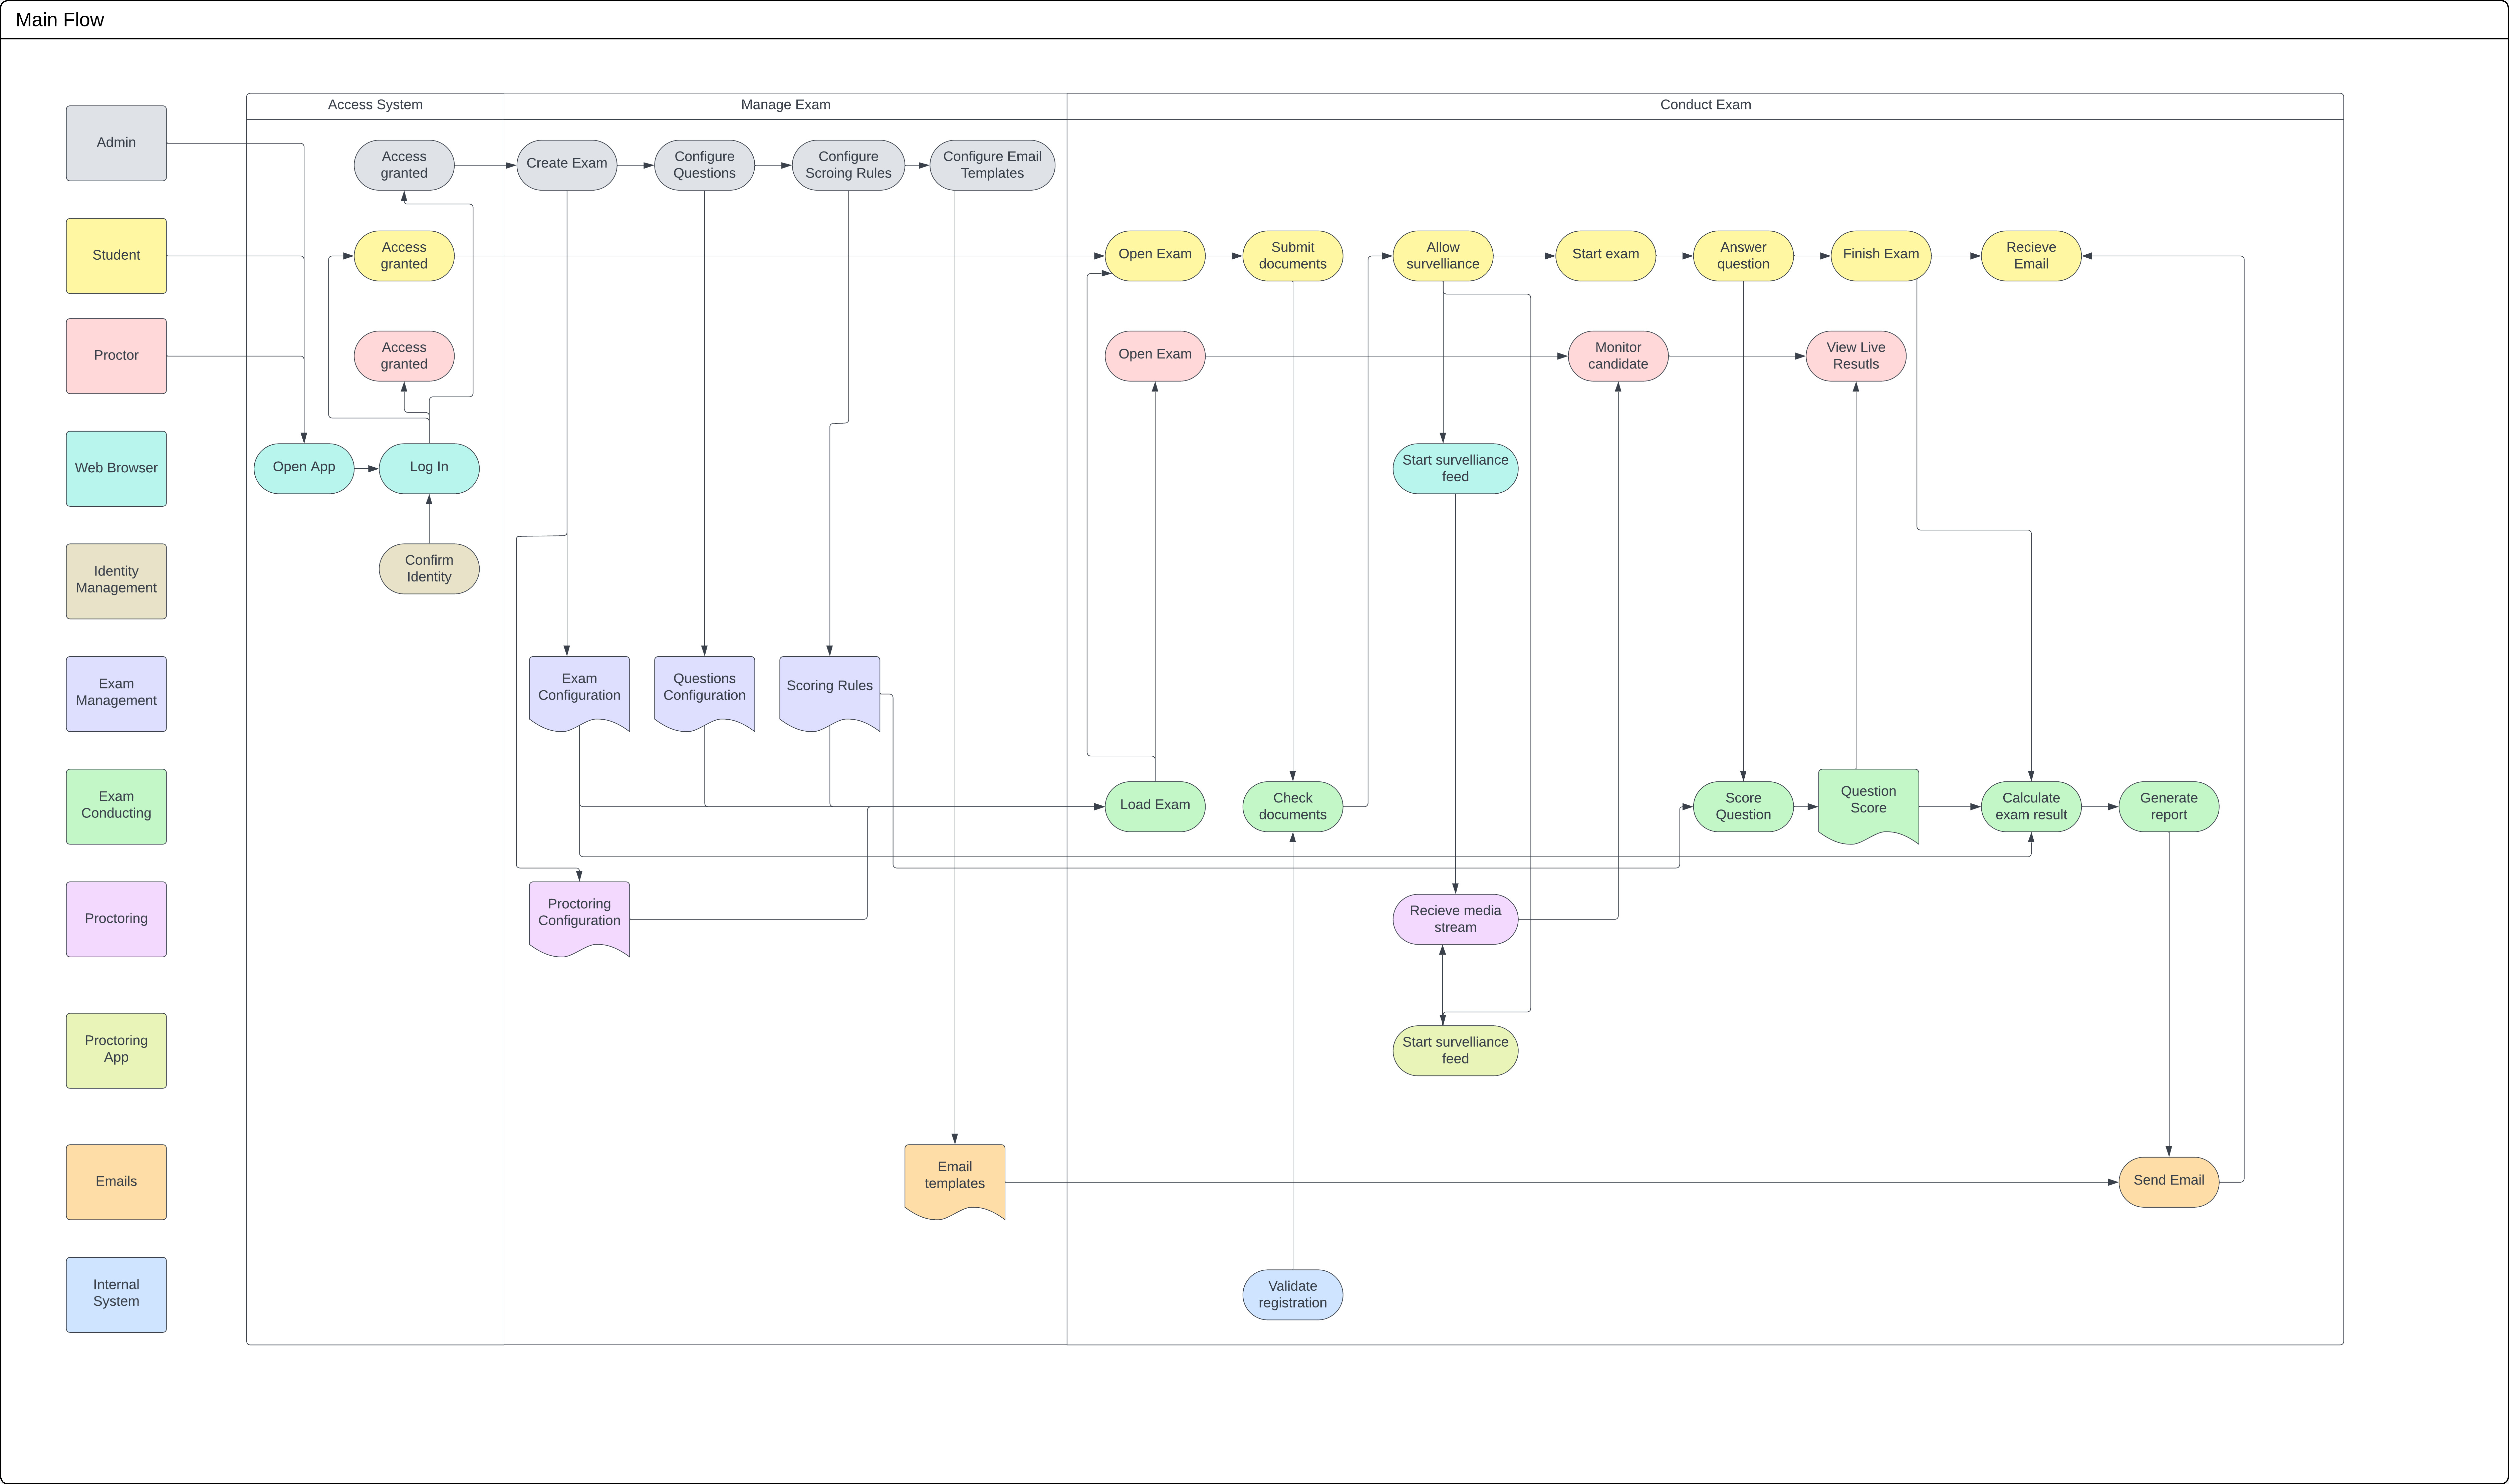 Main Flow
Access System
Manage Exam
Conduct Exam
Admin
Access
granted
Create Exam
Configure
Questions
Configure
Scroing Rules
Configure Email
Templates
Student
Access
granted
Open Exam
Submit
documents
Allow
survelliance
Start exam
Answer
question
Finish Exam
Recieve
Email
Proctor
Access
granted
Open Exam
Monitor
candidate
View Live
Resutls
Web Browser
Open App
Log In
Start survelliance
feed
Identity
Management
Confirm
Identity
Exam
Management
Exam
Configuration
Questions
Configuration
Scoring Rules
Exam
Conducting
Load Exam
Check
documents
Score
Question
Question
Score
Calculate
exam result
Generate
report
Proctoring
Proctoring
Configuration
Recieve media
stream
Proctoring
App
Start survelliance
feed
Emails
Email
templates
Send Email
Internal
System
Validate
registration